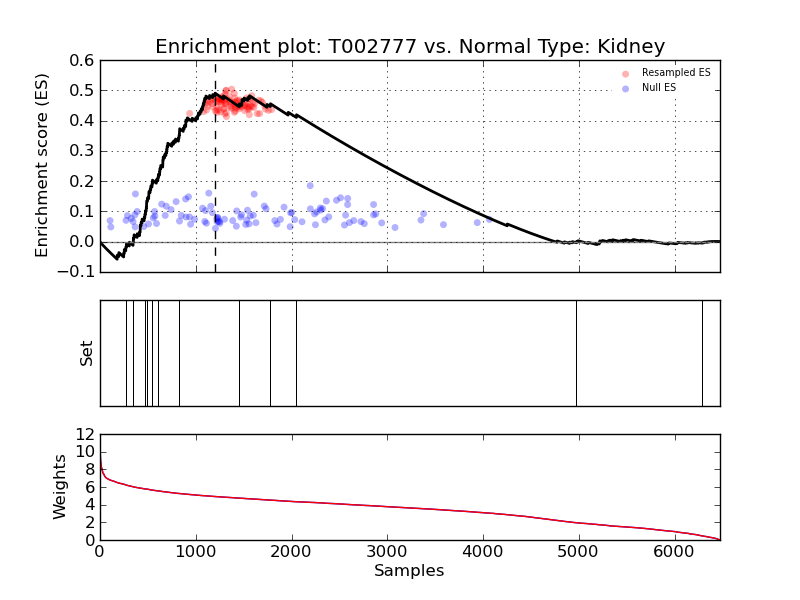 Enrichment plot: T002777 vs. Normal Type: Kidney
Enrichment score (ES)
0.6
0.5
0.4
0.3
0.2
0.1
0.0
−0.1
Resampled ES
Null ES
Set
Weights
12
10
8
6
4
2
0
0 1000 2000 3000 4000 5000 6000
Samples